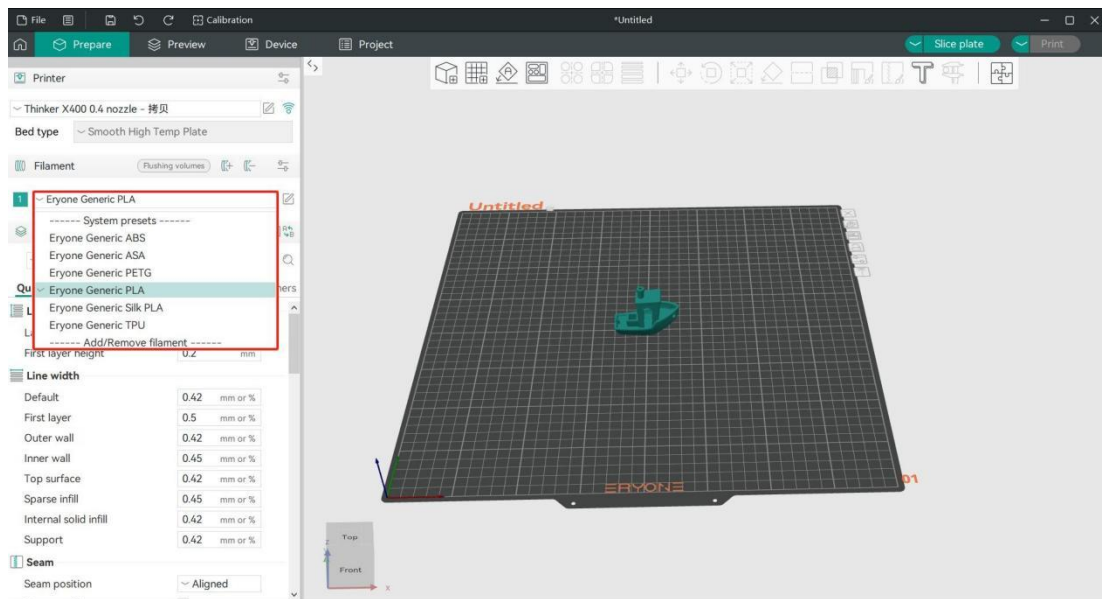 File Calibration *Untitled
Prepare Preview Device Project Slice plate Print
Printer
Thinker X400 0.4 nozzle - 拷贝
Bed type Smooth High Temp Plate
Filament Flushing volumes
1 Eryone Generic PLA
------ System presets ------
Eryone Generic ABS
Eryone Generic ASA
Eryone Generic PETG
Eryone Generic PLA
Eryone Generic Silk PLA
Eryone Generic TPU
------ Add/Remove filament ------
First layer height 0.2 mm
Line width
Default 0.42 mm or %
First layer 0.5 mm or %
Outer wall 0.42 mm or %
Inner wall 0.45 mm or %
Top surface 0.42 mm or %
Sparse infill 0.45 mm or %
Internal solid infill 0.42 mm or %
Support 0.42 mm or %
Seam
Seam position Aligned
Untitled
ERYONE
01
Top
Front
z
x